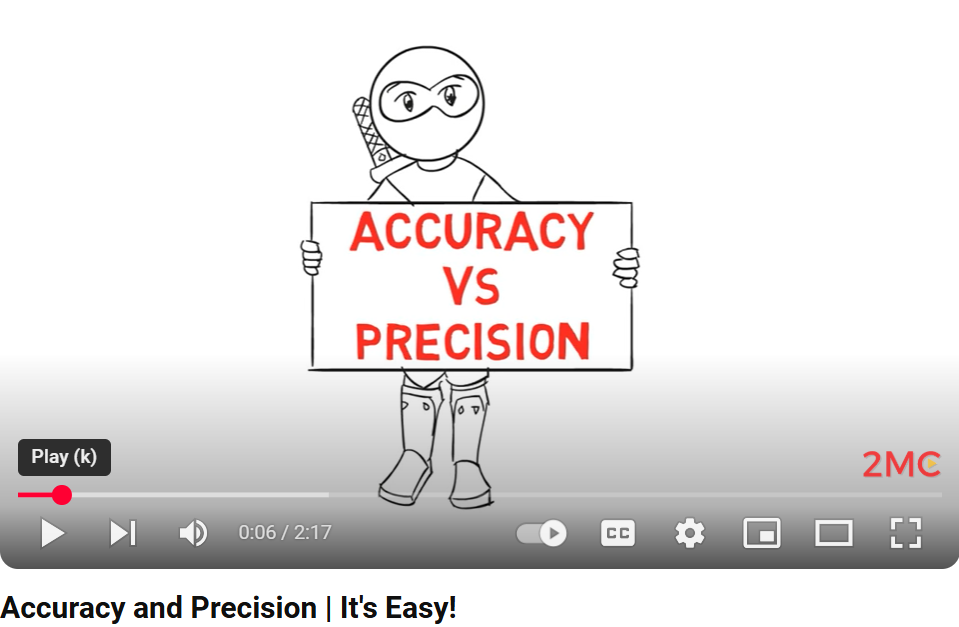 ACCURACY
VS
PRECISION
Play (k)
2MC
0:06 / 2:17
CC
Accuracy and Precision | It's Easy!